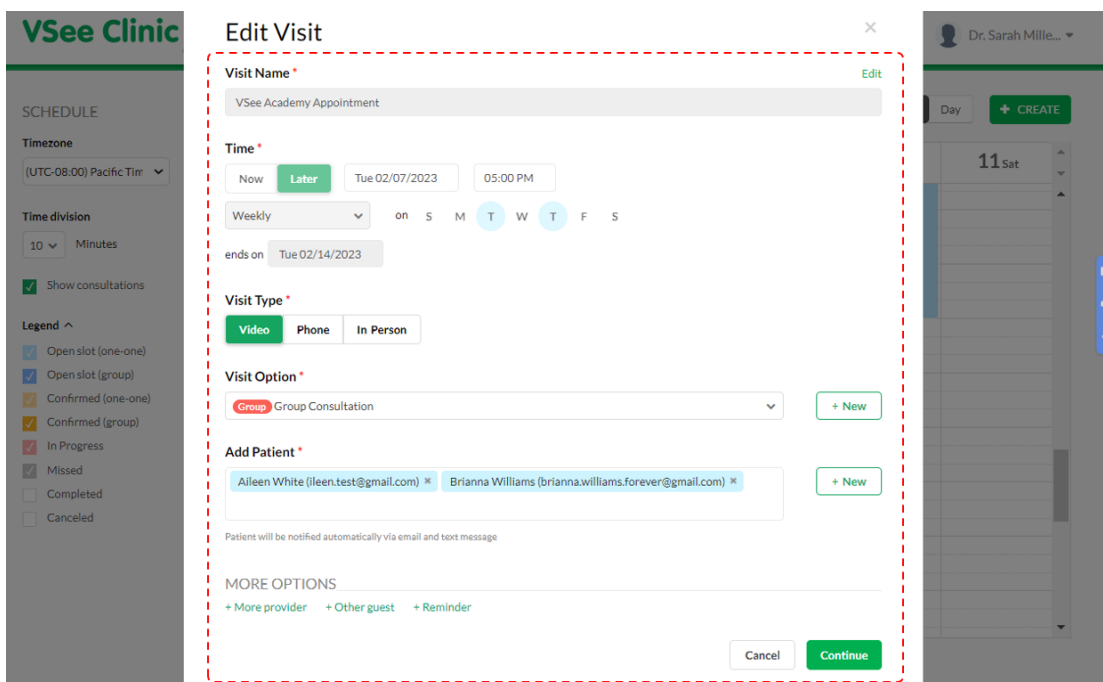 VSee Clinic
Edit Visit
×
Dr. Sarah Mille...
Visit Name *
Edit
VSee Academy Appointment
SCHEDULE
Day
+ CREATE
Timezone
(UTC-08:00) Pacific Tim
11 Sat
Time *
Now Later Tue 02/07/2023 05:00 PM
Time division
10 Minutes
Weekly on S M T W T F S
ends on Tue 02/14/2023
Show consultations
Visit Type *
Video Phone In Person
Legend
Open slot (one-one)
Open slot (group)
Confirmed (one-one)
Confirmed (group)
In Progress
Missed
Completed
Canceled
Visit Option *
Group Group Consultation
+ New
Add Patient *
Aileen White (ileen.test@gmail.com) × Brianna Williams (brianna.williams.forever@gmail.com) ×
+ New
Patient will be notified automatically via email and text message
MORE OPTIONS
+ More provider + Other guest + Reminder
Cancel Continue